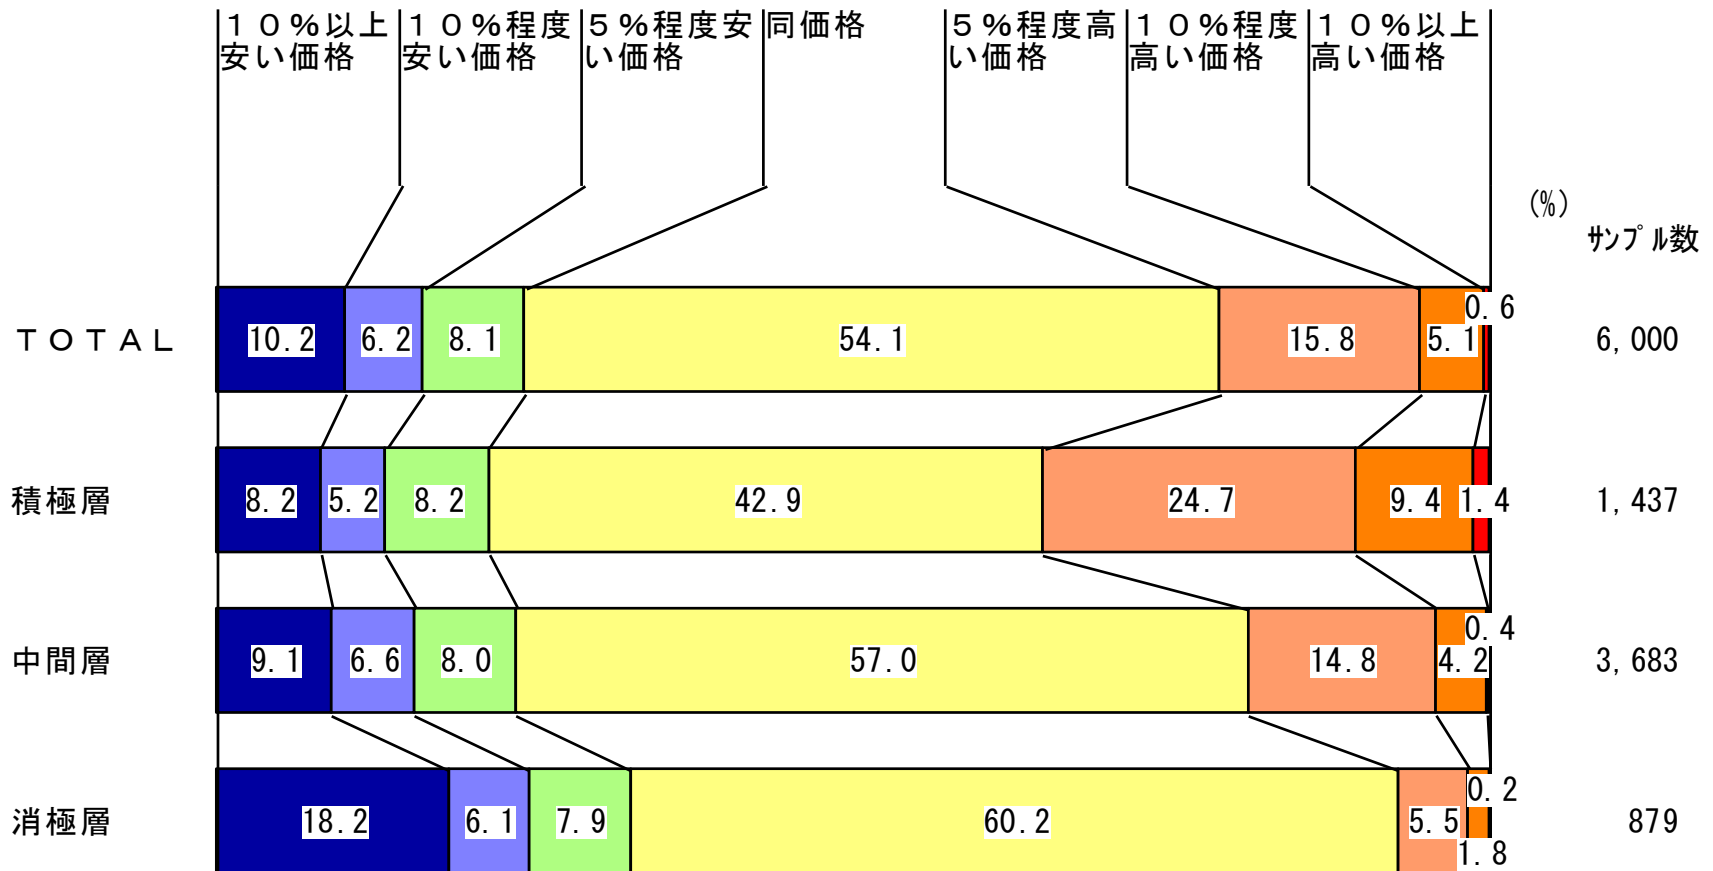 １０％以上
安い価格
１０％程度
安い価格
５％程度安
い価格
同価格
５％程度高
い価格
１０％程度
高い価格
１０％以上
高い価格
(%)
ｻﾝﾌﾟﾙ数
ＴＯＴＡＬ 10.2 6.2 8.1 54.1 15.8 5.1 0.6 6,000
積極層 8.2 5.2 8.2 42.9 24.7 9.4 1.4 1,437
中間層 9.1 6.6 8.0 57.0 14.8 4.2 0.4 3,683
消極層 18.2 6.1 7.9 60.2 5.5 1.8 0.2 879